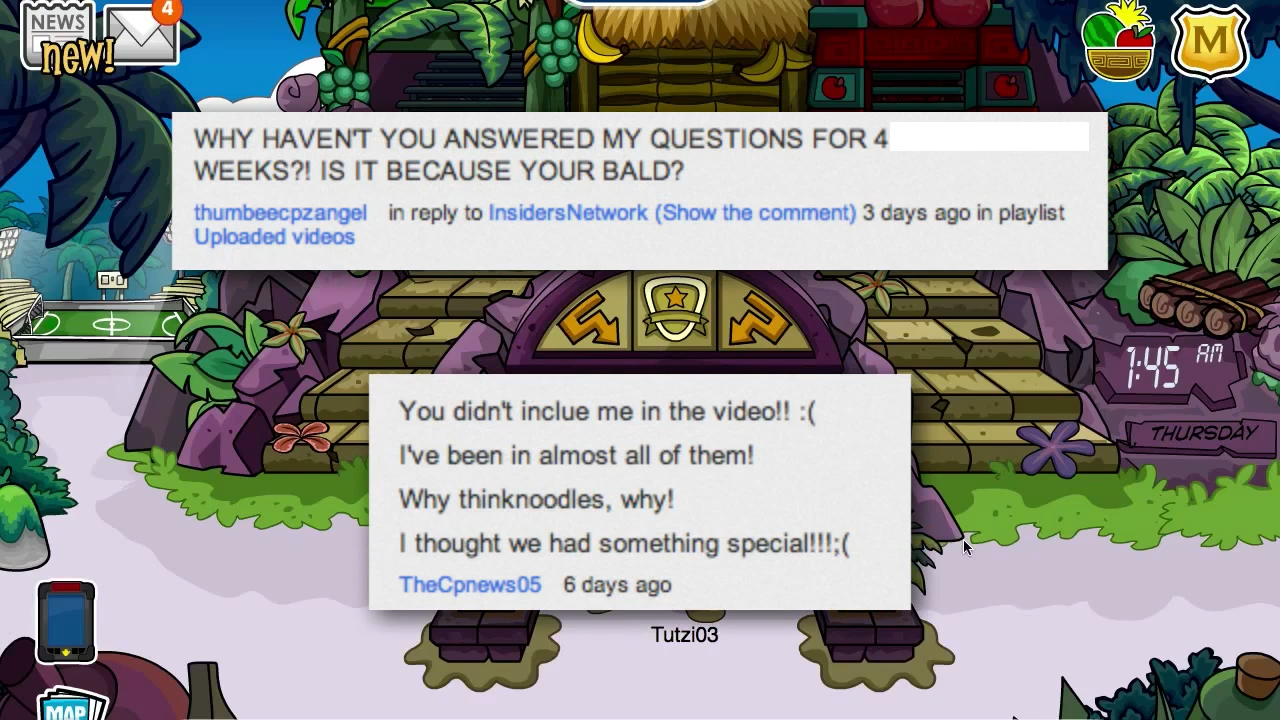 NEWS
new!
4
M
WHY HAVEN'T YOU ANSWERED MY QUESTIONS FOR 4
WEEKS?! IS IT BECAUSE YOUR BALD?
thumbeecpzangel in reply to InsidersNetwork (Show the comment) 3 days ago in playlist
Uploaded videos
1:45 AM
THURSDAY
You didn't inclue me in the video!! :(
I've been in almost all of them!
Why thinknoodles, why!
I thought we had something special!!!;(
TheCpnews05 6 days ago
Tutzi03
MAP